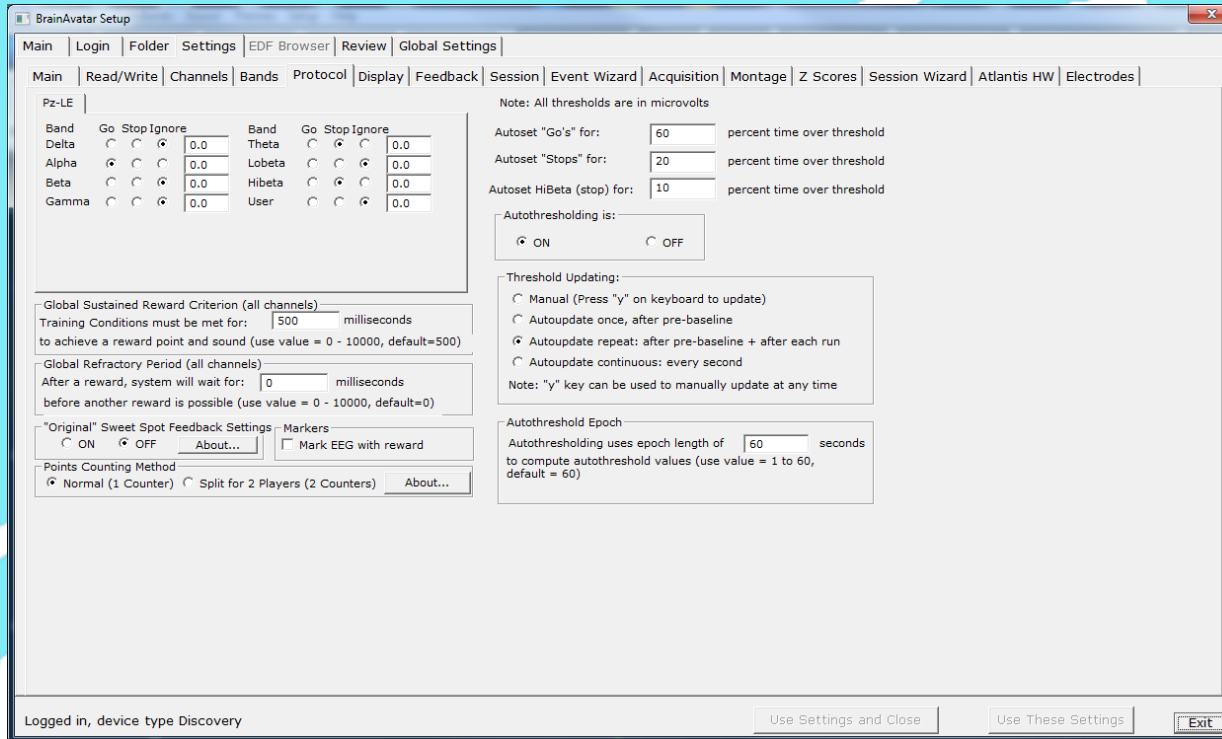 BrainAvatar Setup
Main Login Folder Settings EDF Browser Review Global Settings
Main Read/Write Channels Bands Protocol Display Feedback Session Event Wizard Acquisition Montage Z Scores Session Wizard Atlantis HW Electrodes
Pz-LE
Band Go Stop Ignore Band Go Stop Ignore
Delta 0.0 Theta 0.0
Alpha 0.0 Lobeta 0.0
Beta 0.0 Hibeta 0.0
Gamma 0.0 User 0.0
Global Sustained Reward Criterion (all channels)
Training Conditions must be met for: 500 milliseconds
to achieve a reward point and sound (use value = 0 - 10000, default=500)
Global Refractory Period (all channels)
After a reward, system will wait for: 0 milliseconds
before another reward is possible (use value = 0 - 10000, default=0)
"Original" Sweet Spot Feedback Settings Markers
ON OFF About... Mark EEG with reward
Points Counting Method
Normal (1 Counter) Split for 2 Players (2 Counters) About...
Note: All thresholds are in microvolts
Autoset "Go's" for: 60 percent time over threshold
Autoset "Stops" for: 20 percent time over threshold
Autoset HiBeta (stop) for: 10 percent time over threshold
Autothresholding is:
ON OFF
Threshold Updating:
Manual (Press "y" on keyboard to update)
Autoupdate once, after pre-baseline
Autoupdate repeat: after pre-baseline + after each run
Autoupdate continuous: every second
Note: "y" key can be used to manually update at any time
Autothreshold Epoch
Autothresholding uses epoch length of 60 seconds
to compute autothreshold values (use value = 1 to 60,
default = 60)
Logged in, device type Discovery
Use Settings and Close Use These Settings Exit